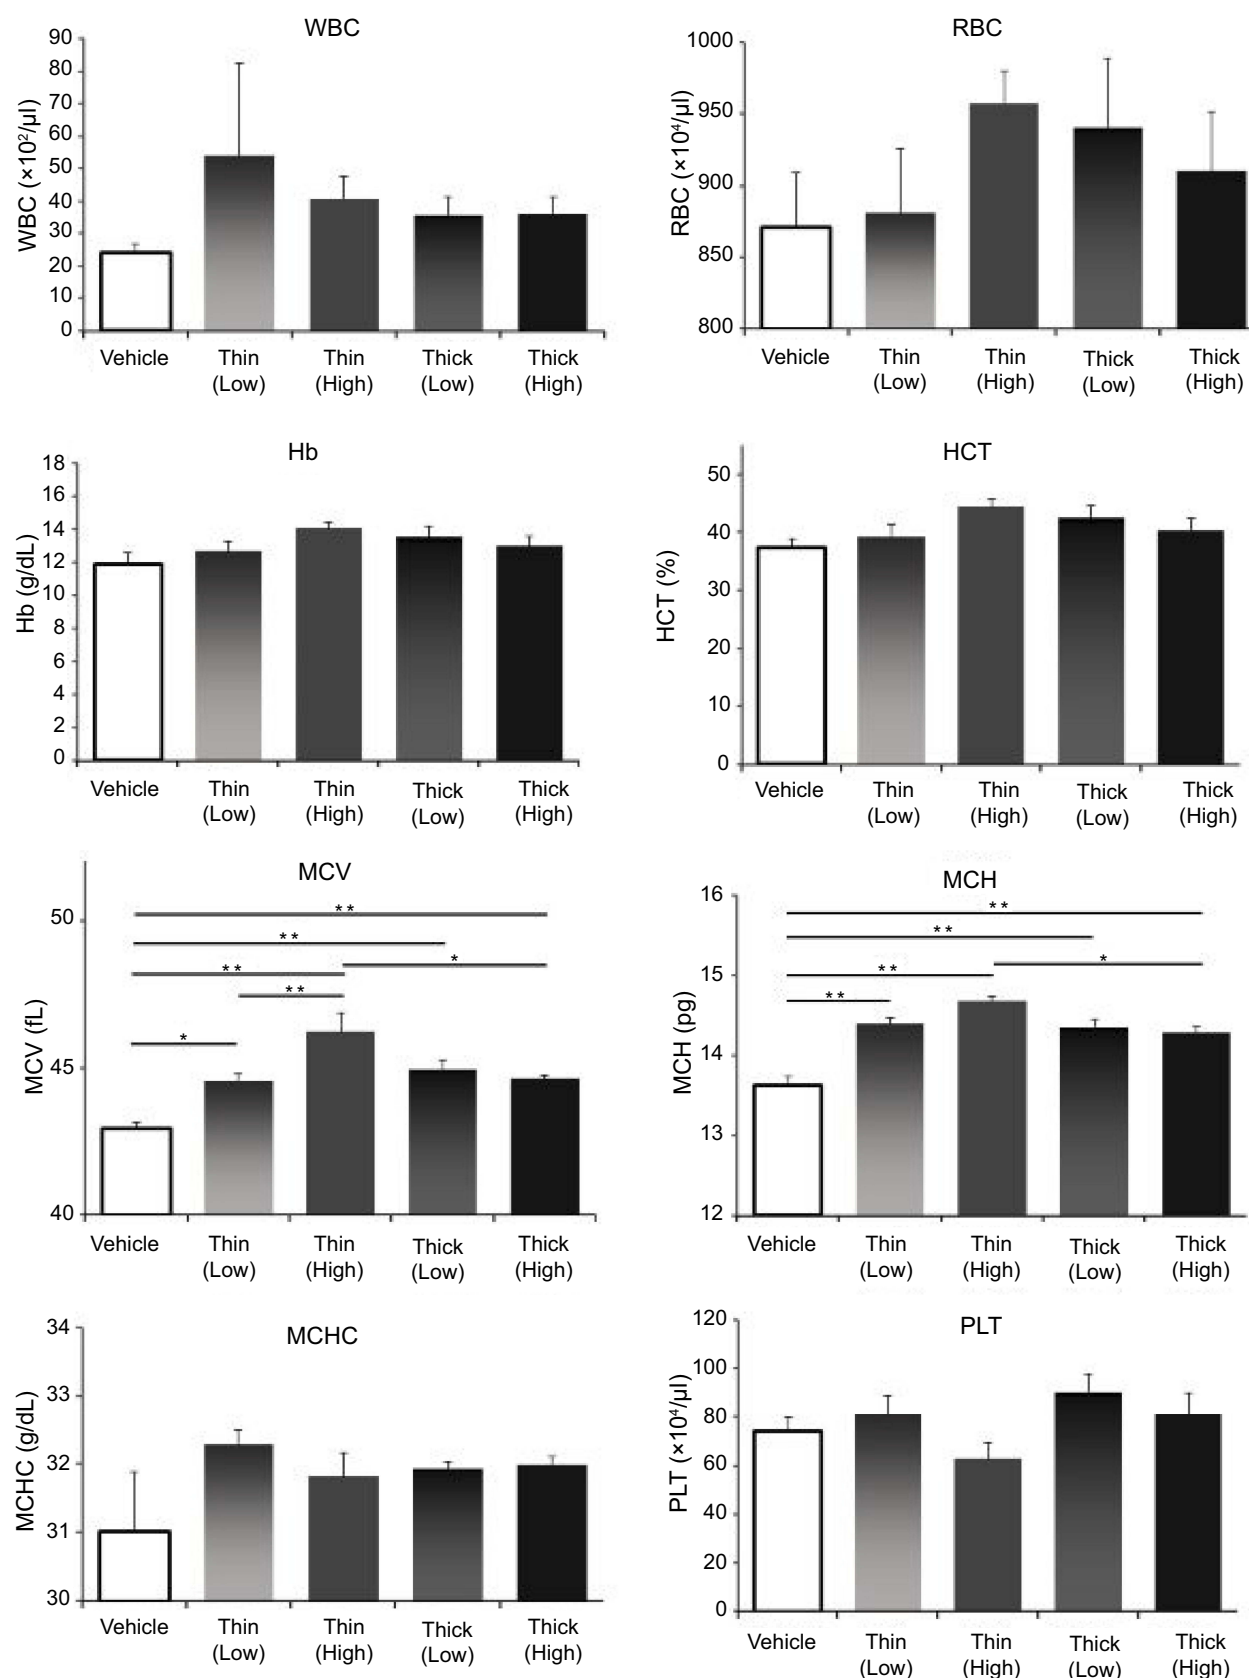 WBC
WBC (×10²/µl)
90
80
70
60
50
40
30
20
10
0
Vehicle Thin Thin Thick Thick
(Low) (High) (Low) (High)
RBC
RBC (×10⁴/µl)
1000
950
900
850
800
Vehicle Thin Thin Thick Thick
(Low) (High) (Low) (High)
Hb
Hb (g/dL)
18
16
14
12
10
8
6
4
2
0
Vehicle Thin Thin Thick Thick
(Low) (High) (Low) (High)
HCT
HCT (%)
50
40
30
20
10
0
Vehicle Thin Thin Thick Thick
(Low) (High) (Low) (High)
MCV
MCV (fL)
50
45
40
**
**
*
**
**
*
Vehicle Thin Thin Thick Thick
(Low) (High) (Low) (High)
MCH
MCH (pg)
16
15
14
13
12
**
**
*
**
**
Vehicle Thin Thin Thick Thick
(Low) (High) (Low) (High)
MCHC
MCHC (g/dL)
34
33
32
31
30
Vehicle Thin Thin Thick Thick
(Low) (High) (Low) (High)
PLT
PLT (×10⁴/µl)
120
100
80
60
40
20
0
Vehicle Thin Thin Thick Thick
(Low) (High) (Low) (High)